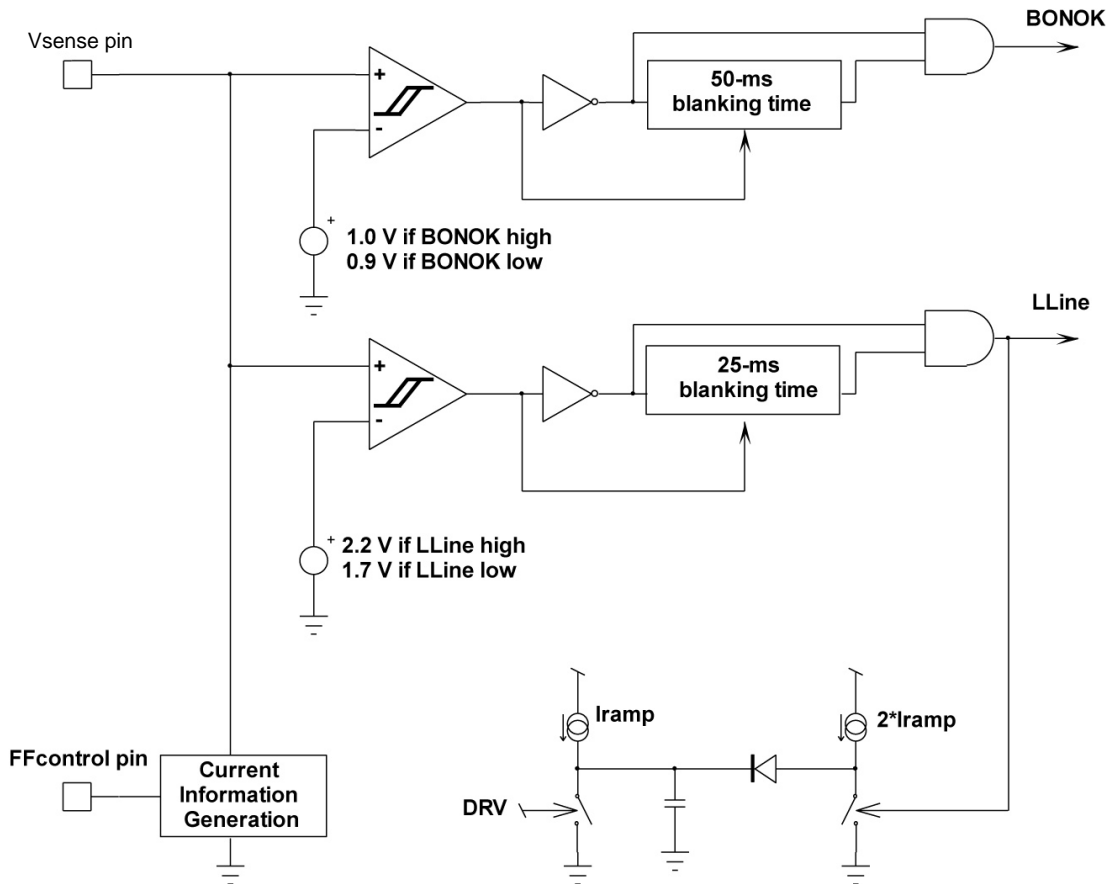 BONOK
Vsense pin
+
50-ms
blanking time
-
+
1.0 V if BONOK high
0.9 V if BONOK low
LLine
+
25-ms
blanking time
-
+
2.2 V if LLine high
1.7 V if LLine low
Iramp
2*Iramp
FFcontrol pin
Current
Information
Generation
DRV